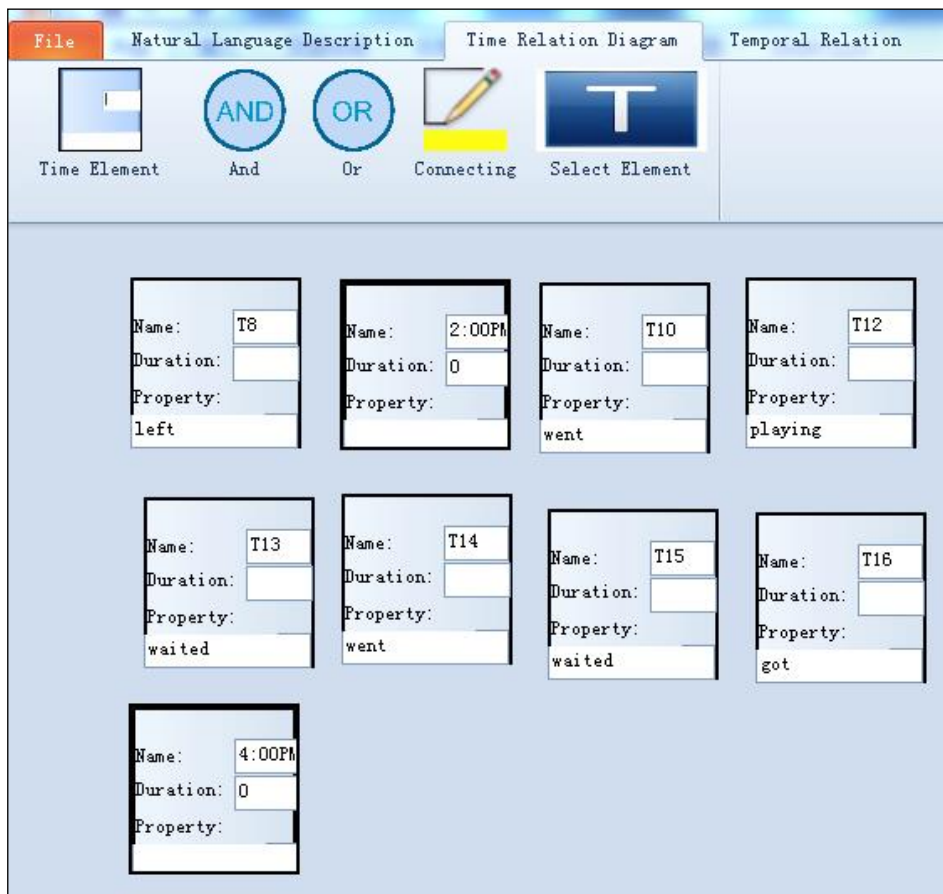 File Natural Language Description Time Relation Diagram Temporal Relation
AND OR T
Time Element And Or Connecting Select Element
Name: T8
Duration:
Property:
left
Name: 2:00PM
Duration: 0
Property:
Name: T10
Duration:
Property:
went
Name: T12
Duration:
Property:
playing
Name: T13
Duration:
Property:
waited
Name: T14
Duration:
Property:
went
Name: T15
Duration:
Property:
waited
Name: T16
Duration:
Property:
got
Name: 4:00PM
Duration: 0
Property: